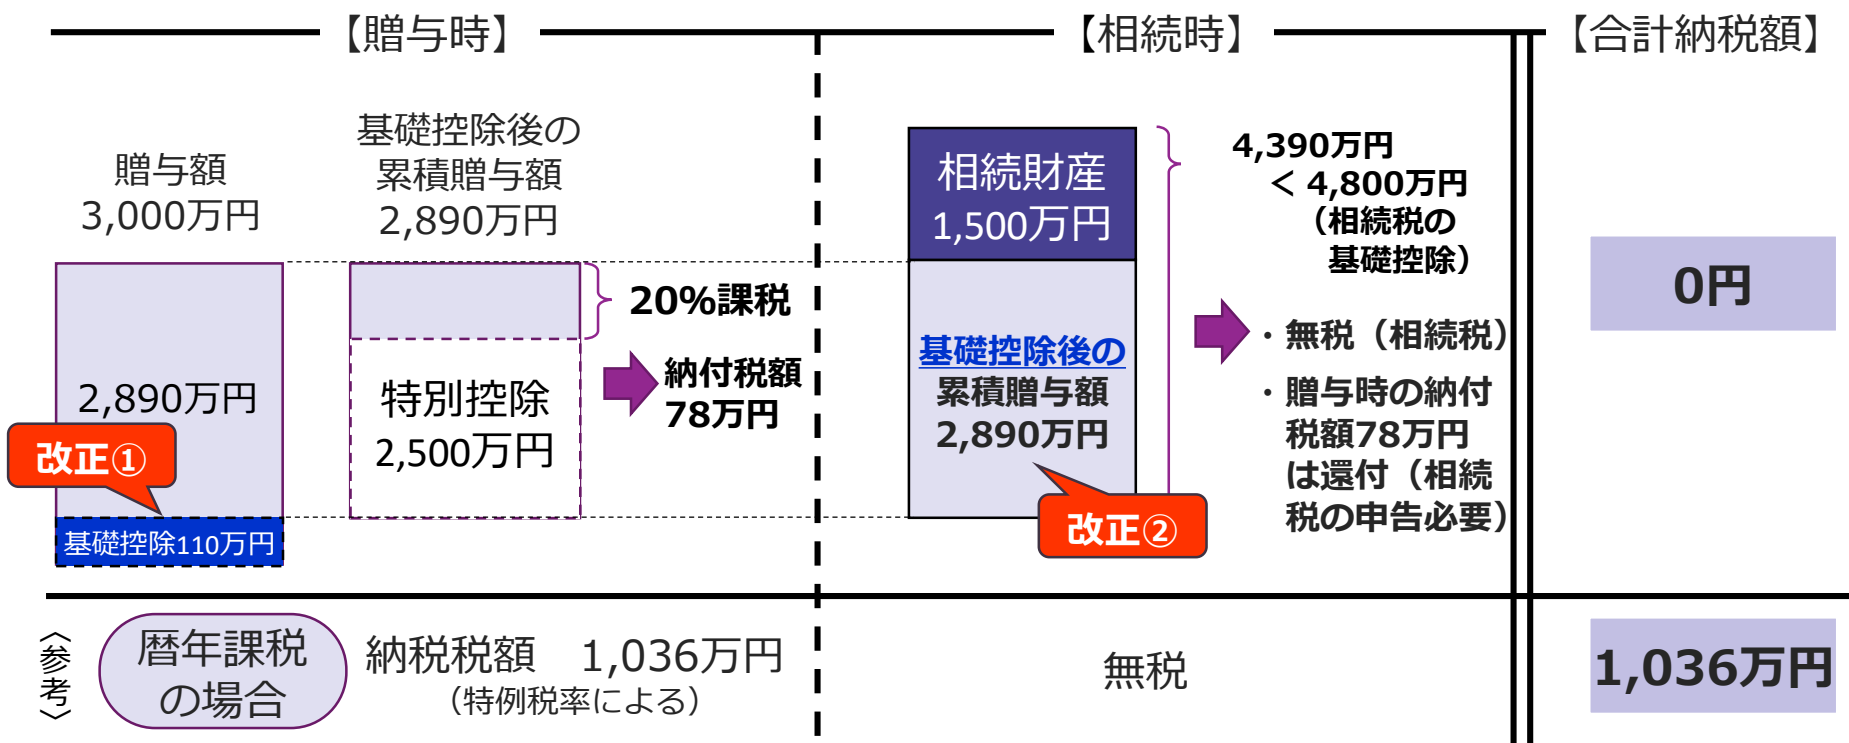 【贈与時】
【相続時】
【合計納税額】
贈与額
3,000万円
基礎控除後の
累積贈与額
2,890万円
2,890万円
改正①
基礎控除110万円
20%課税
特別控除
2,500万円
納付税額
78万円
相続財産
1,500万円
基礎控除後の
累積贈与額
2,890万円
改正②
4,390万円
< 4,800万円
（相続税の
基礎控除）
・無税（相続税）
・贈与時の納付
税額78万円
は還付（相続
税の申告必要）
0円
〈参考〉
暦年課税
の場合
納税税額　1,036万円
（特例税率による）
無税
1,036万円